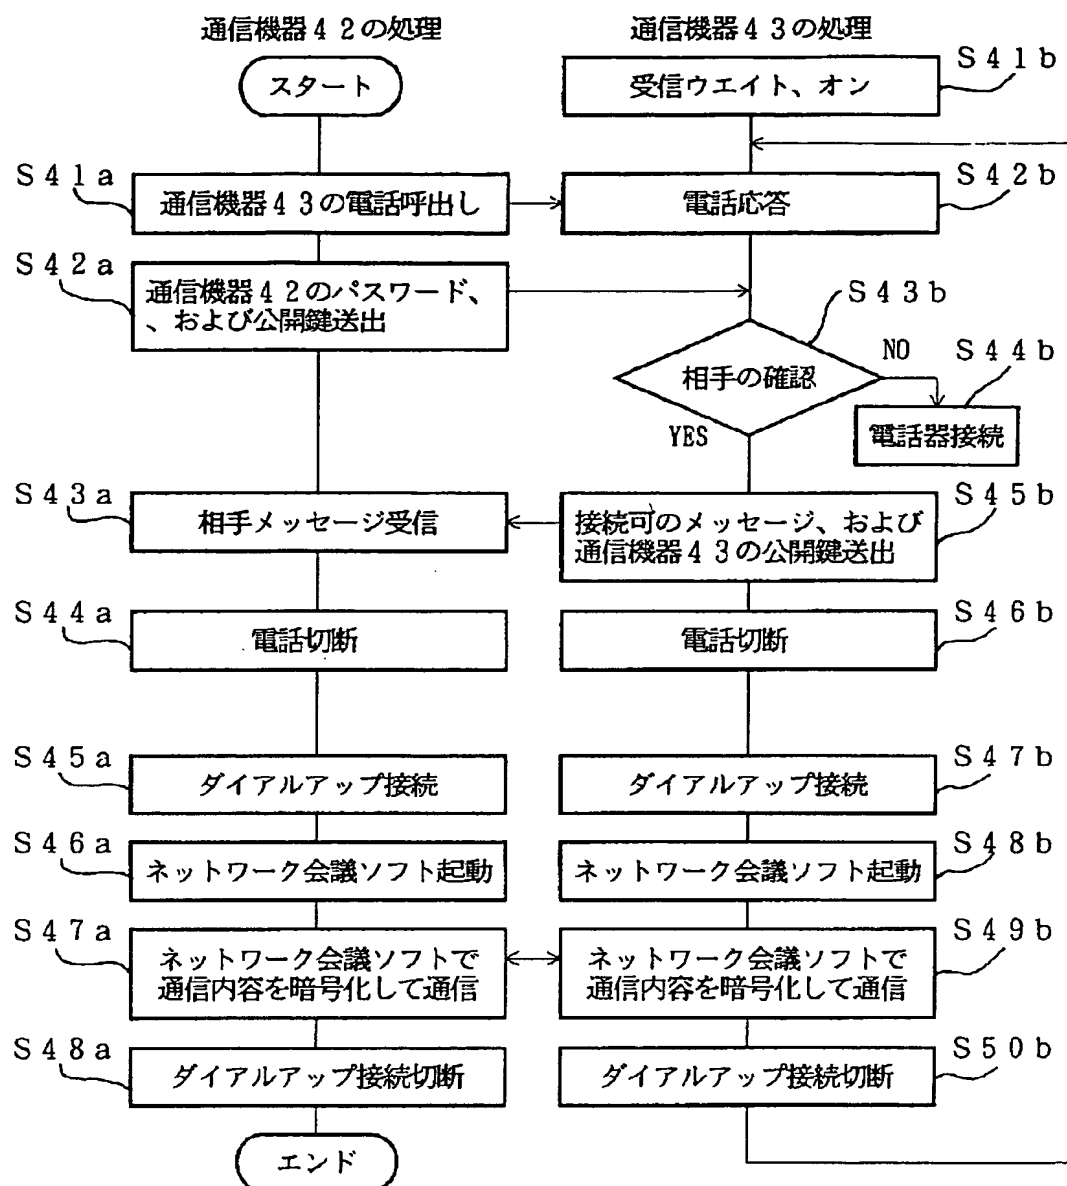 通信機器42の処理
通信機器43の処理
スタート
受信ウエイト、オン
S41b
S41a
通信機器43の電話呼出し
電話応答
S42b
S42a
通信機器42のパスワード、
、および公開鍵送出
S43b
相手の確認
NO
YES
S44b
電話器接続
S43a
相手メッセージ受信
接続可のメッセージ、および
通信機器43の公開鍵送出
S45b
S44a
電話切断
電話切断
S46b
S45a
ダイアルアップ接続
ダイアルアップ接続
S47b
S46a
ネットワーク会議ソフト起動
ネットワーク会議ソフト起動
S48b
S47a
ネットワーク会議ソフトで
通信内容を暗号化して通信
ネットワーク会議ソフトで
通信内容を暗号化して通信
S49b
S48a
ダイアルアップ接続切断
ダイアルアップ接続切断
S50b
エンド